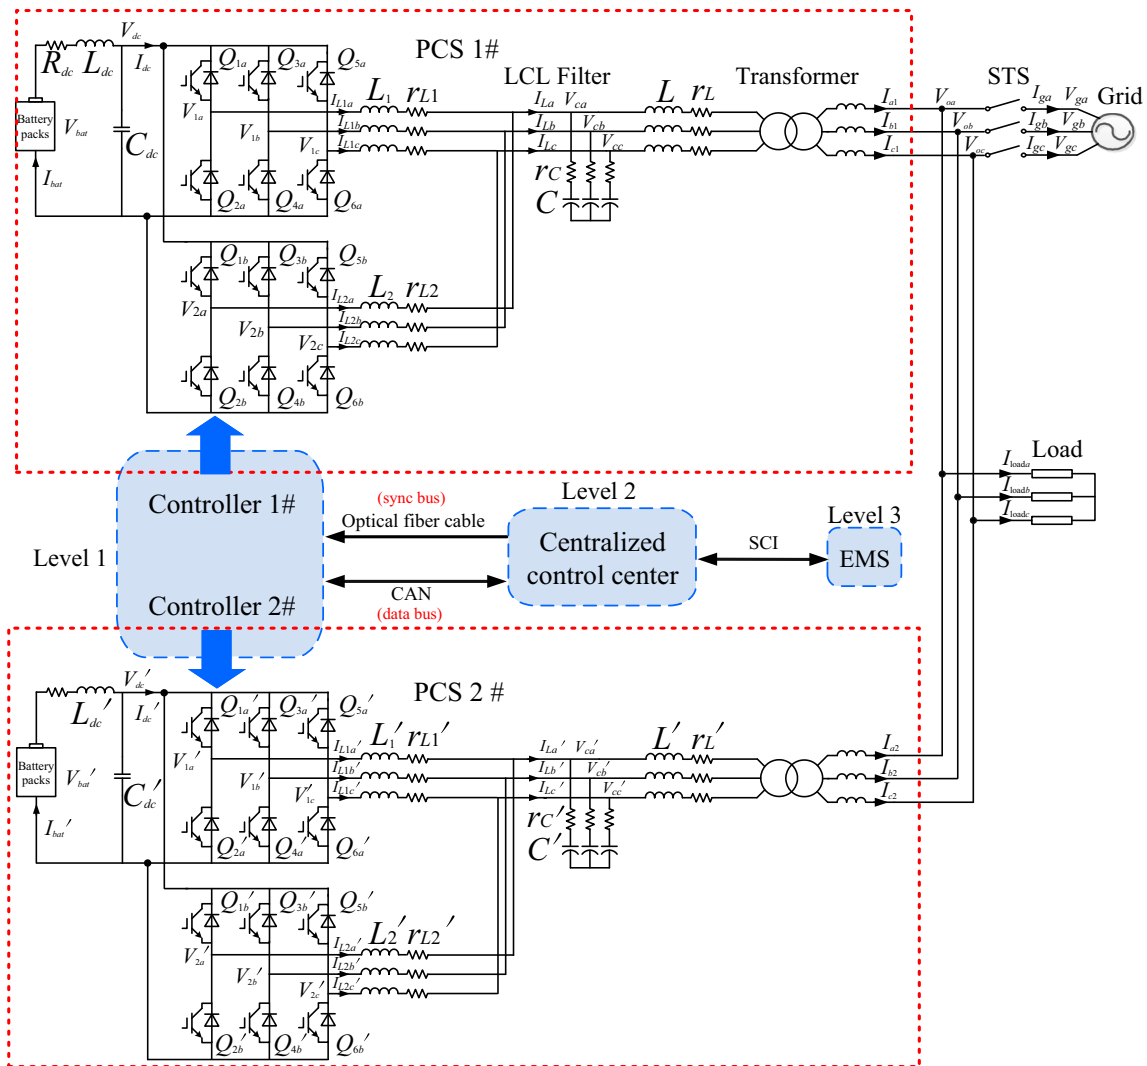 PCS 1#
LCL Filter
Transformer
STS
Grid
R_dc L_dc
V_dc
I_dc
Battery packs
V_bat
C_dc
I_bat
Q_1a Q_3a Q_5a
V_1a V_1b V_1c
Q_2a Q_4a Q_6a
L_1 r_L1
I_L1a
I_L1b
I_L1c
I_La V_ca
I_Lb V_cb
I_Lc V_cc
r_C
C
L r_L
I_a1 V_oa I_ga V_ga
I_b1 V_ob I_gb V_gb
I_c1 V_oc I_gc V_gc
Q_1b Q_3b Q_5b
V_2a V_2b V_2c
Q_2b Q_4b Q_6b
L_2 r_L2
I_L2a
I_L2b
I_L2c
Load
I_loada
I_loadb
I_loadc
Level 1
Controller 1#
Controller 2#
(sync bus)
Optical fiber cable
CAN
(data bus)
Level 2
Centralized
control center
SCI
Level 3
EMS
PCS 2 #
L_dc′
V_dc′
I_dc′
Battery packs
V_bat′
C_dc′
I_bat′
Q_1a′ Q_3a′ Q_5a′
V_1a′ V_1b′ V_1c′
Q_2a′ Q_4a′ Q_6a′
L_1′ r_L1′
I_L1a′
I_L1b′
I_L1c′
I_La′ V_ca′
I_Lb′ V_cb′
I_Lc′ V_cc′
r_C′
C′
L′ r_L′
I_a2
I_b2
I_c2
Q_1b′ Q_3b′ Q_5b′
V_2a′ V_2b′ V_2c′
Q_2b′ Q_4b′ Q_6b′
L_2′ r_L2′
I_L2a′
I_L2b′
I_L2c′